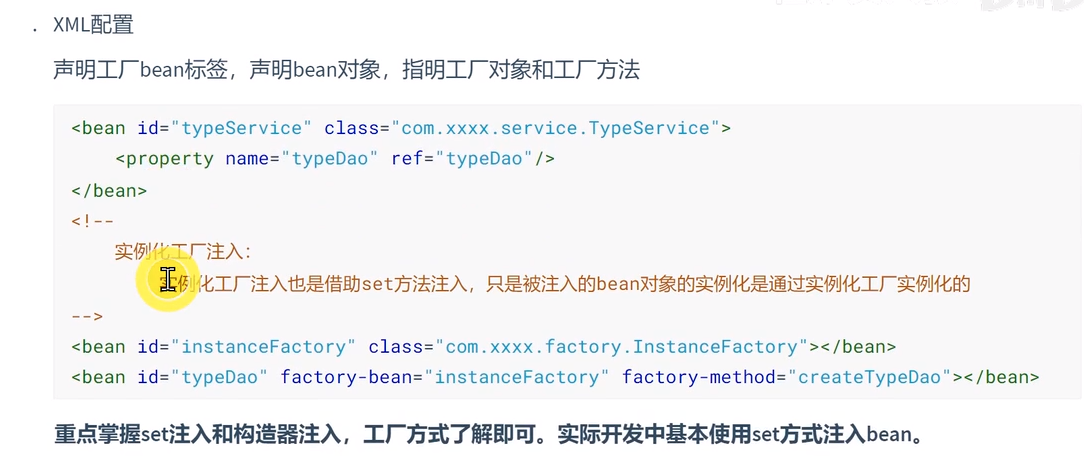 . XML配置
声明工厂bean标签，声明bean对象，指明工厂对象和工厂方法
<bean id="typeService" class="com.xxxx.service.TypeService">
    <property name="typeDao" ref="typeDao"/>
</bean>
<!--
    实例化工厂注入：
        实例化工厂注入也是借助set方法注入，只是被注入的bean对象的实例化是通过实例化工厂实例化的
-->
<bean id="instanceFactory" class="com.xxxx.factory.InstanceFactory"></bean>
<bean id="typeDao" factory-bean="instanceFactory" factory-method="createTypeDao"></bean>
重点掌握set注入和构造器注入，工厂方式了解即可。实际开发中基本使用set方式注入bean。